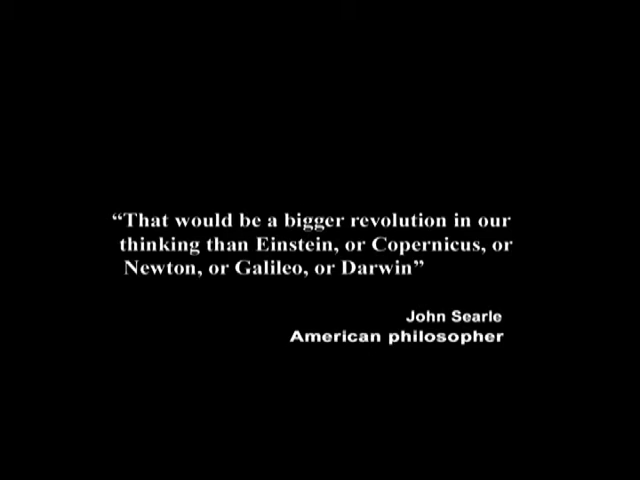 “That would be a bigger revolution in our
thinking than Einstein, or Copernicus, or
Newton, or Galileo, or Darwin”
John Searle
American philosopher